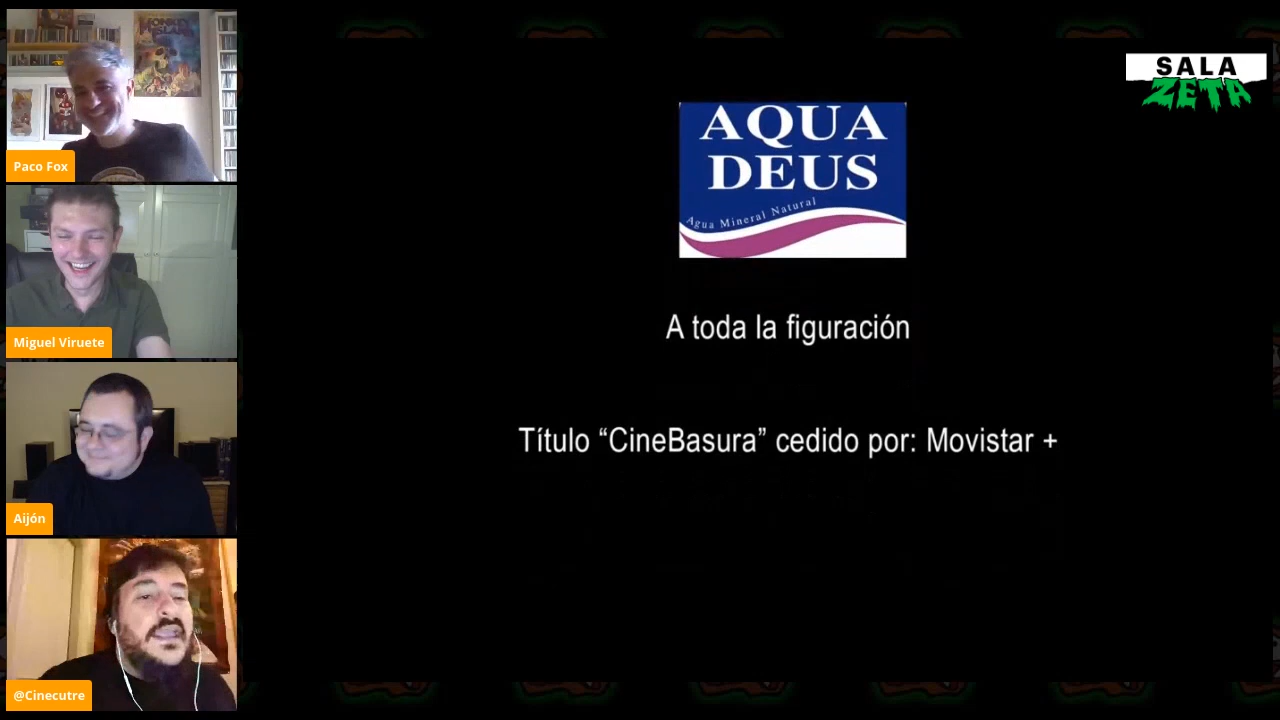 Paco Fox
Miguel Viruete
Aijón
@Cinecutre
AQUA
DEUS
Agua Mineral Natural
A toda la figuración
Título “CineBasura” cedido por: Movistar +
SALA
ZETA